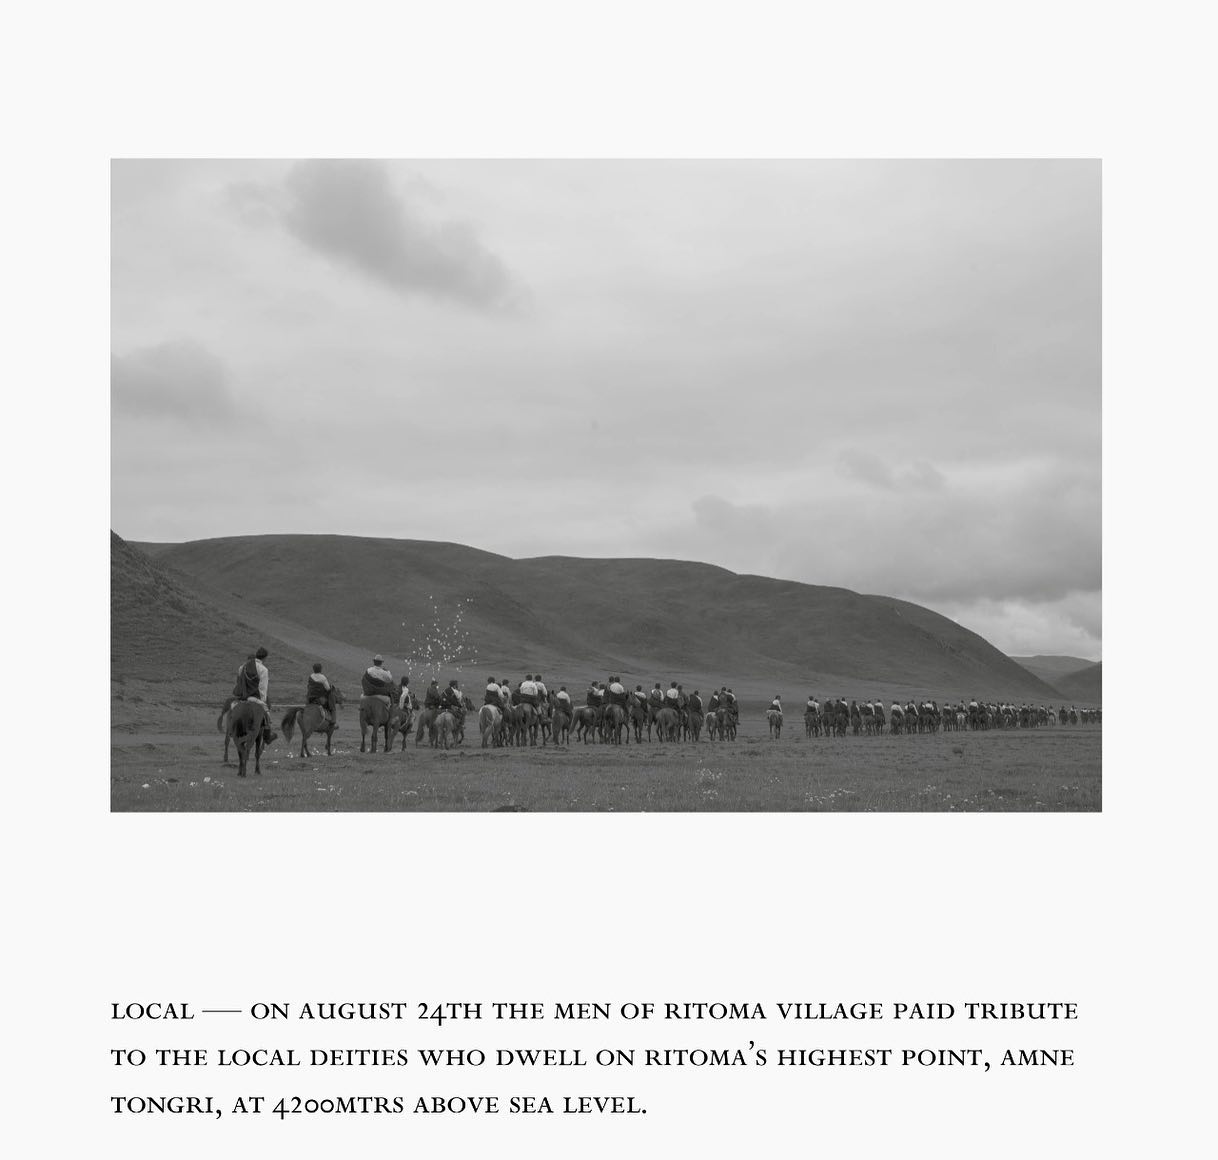 LOCAL — ON AUGUST 24TH THE MEN OF RITOMA VILLAGE PAID TRIBUTE
TO THE LOCAL DEITIES WHO DWELL ON RITOMA'S HIGHEST POINT, AMNE
TONGRI, AT 4200MTRS ABOVE SEA LEVEL.